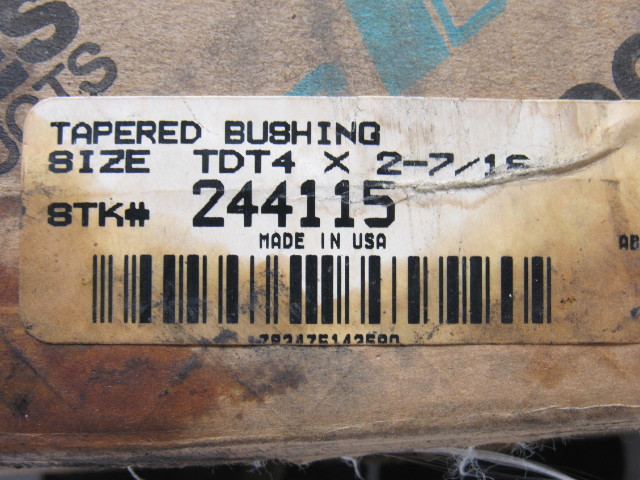 TAPERED BUSHING
SIZE TDT4 X 2-7/16
STK# 244115
MADE IN USA